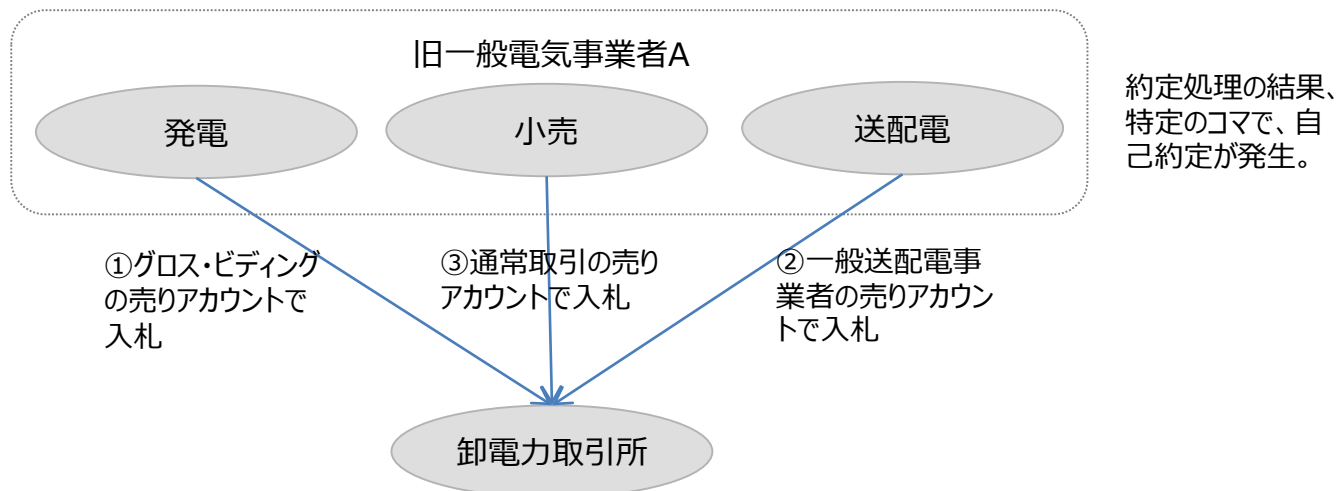 旧一般電気事業者A
発電
小売
送配電
約定処理の結果、
特定のコマで、自
己約定が発生。
①グロス・ビディング
の売りアカウントで
入札
③通常取引の売り
アカウントで入札
②一般送配電事
業者の売りアカウン
トで入札
卸電力取引所